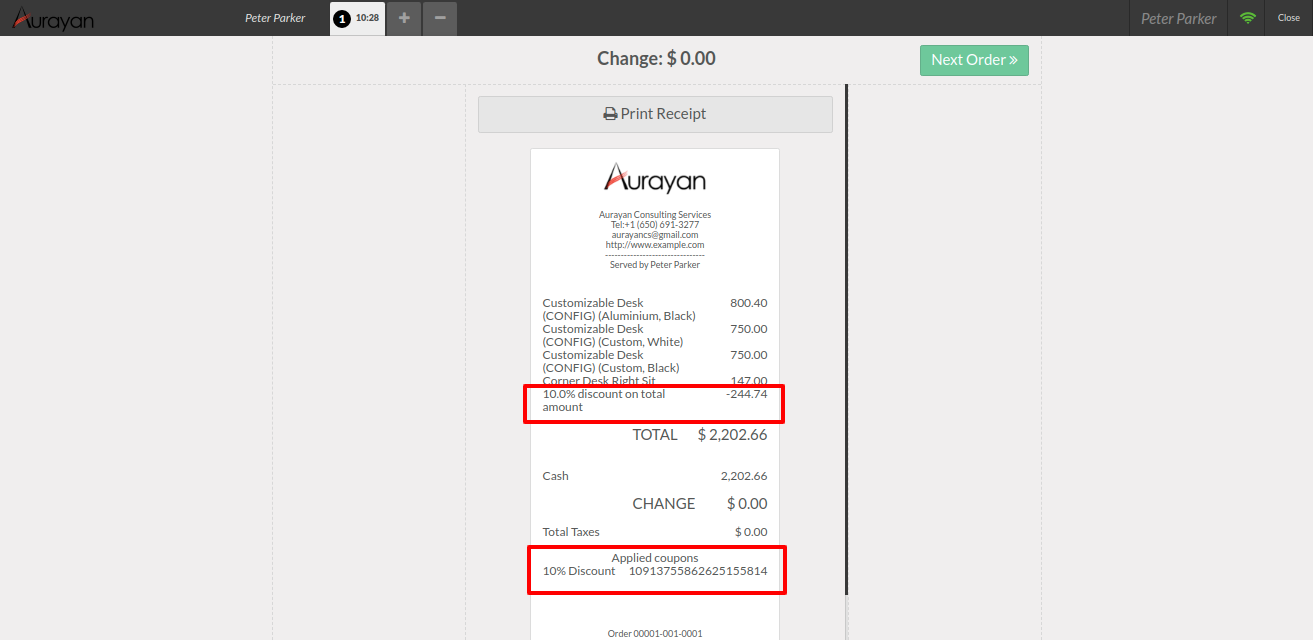 Aurayan
Peter Parker
1 10:28
Peter Parker
Close
Change: $ 0.00
Next Order »
Print Receipt
Aurayan
Aurayan Consulting Services
Tel:+1 (650) 691-3277
aurayancs@gmail.com
http://www.example.com
---------------------------------
Served by Peter Parker
Customizable Desk 800.40
(CONFIG) (Aluminium, Black)
Customizable Desk 750.00
(CONFIG) (Custom, White)
Customizable Desk 750.00
(CONFIG) (Custom, Black)
Corner Desk Right Sit 147.00
10.0% discount on total -244.74
amount
TOTAL $ 2,202.66
Cash 2,202.66
CHANGE $ 0.00
Total Taxes $ 0.00
Applied coupons
10% Discount 10913755862625155814
Order 00001-001-0001